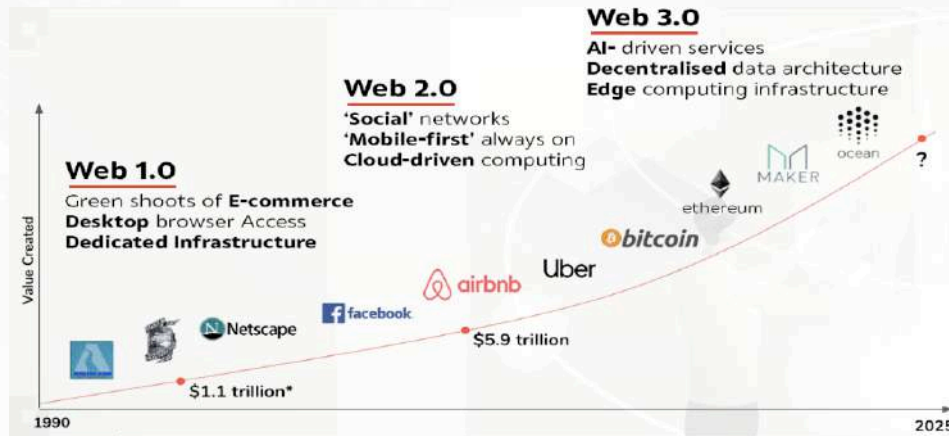 Web 3.0
AI- driven services
Decentralised data architecture
Edge computing infrastructure
Web 2.0
'Social' networks
'Mobile-first' always on
Cloud-driven computing
Web 1.0
Green shoots of E-commerce
Desktop browser Access
Dedicated Infrastructure
Value Created
N Netscape
f facebook
airbnb
Uber
bitcoin
ethereum
MAKER
ocean
?
$5.9 trillion
$1.1 trillion*
1990